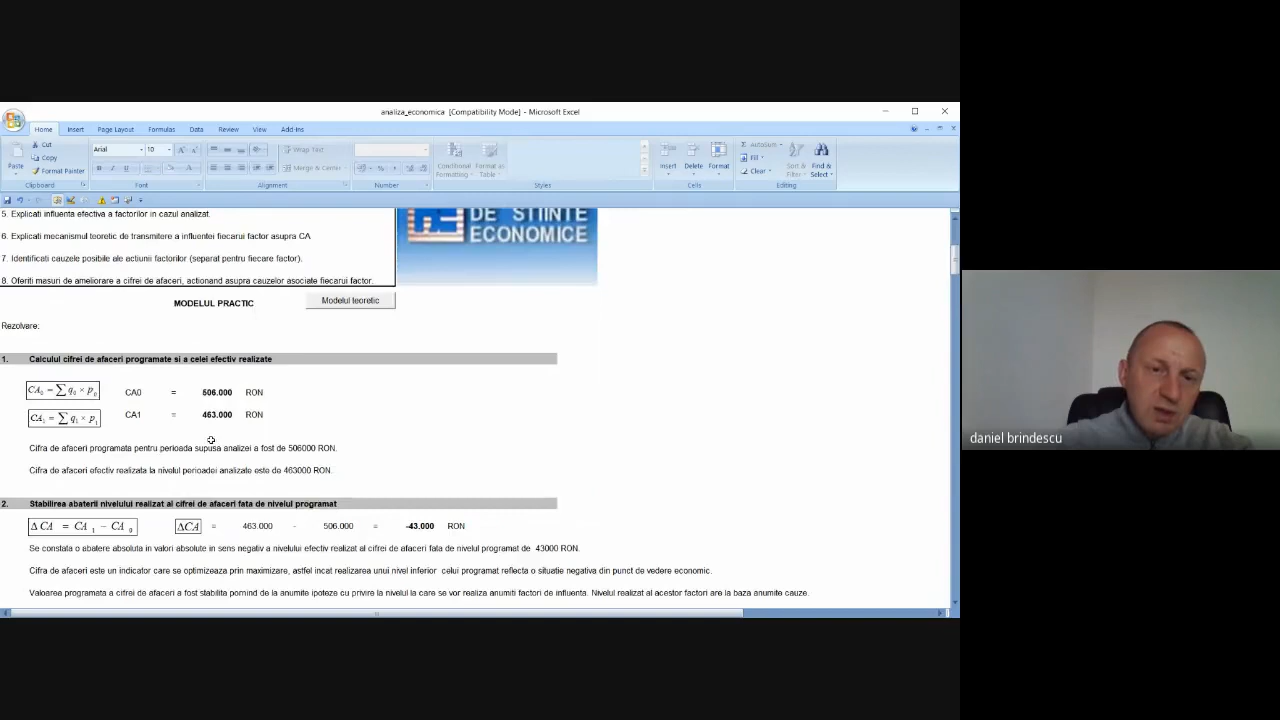 analiza_economica [Compatibility Mode] - Microsoft Excel
Home Insert Page Layout Formulas Data Review View Add-Ins
Paste Cut Copy Format Painter Clipboard
Arial 10 Font
Wrap Text Merge & Center Alignment
Number
Conditional Formatting Format as Table Styles
Insert Delete Format Cells
AutoSum Fill Clear Sort & Filter Find & Select Editing
5. Explicati influenta efectiva a factorilor in cazul analizat.
6. Explicati mecanismul teoretic de transmitere a influentei fiecarui factor asupra CA
7. Identificati cauzele posibile ale actiunii factorilor (separat pentru fiecare factor).
8. Oferiti masuri de ameliorare a cifrei de afaceri, actionand asupra cauzelor asociate fiecarui factor.
DE STIINTE
ECONOMICE
MODELUL PRACTIC Modelul teoretic
Rezolvare:
1. Calculul cifrei de afaceri programate si a celei efectiv realizate
CA₀ = ∑ q₀ × p₀ CA0 = 506.000 RON
CA₁ = ∑ q₁ × p₁ CA1 = 463.000 RON
Cifra de afaceri programata pentru perioada supusa analizei a fost de 506000 RON.
Cifra de afaceri efectiv realizata la nivelul perioadei analizate este de 463000 RON.
2. Stabilirea abaterii nivelului realizat al cifrei de afaceri fata de nivelul programat
Δ CA = CA₁ − CA₀ ΔCA = 463.000 - 506.000 = -43.000 RON
Se constata o abatere absoluta in valori absolute in sens negativ a nivelului efectiv realizat al cifrei de afaceri fata de nivelul programat de 43000 RON.
Cifra de afaceri este un indicator care se optimizeaza prin maximizare, astfel incat realizarea unui nivel inferior celui programat reflecta o situatie negativa din punct de vedere economic.
Valoarea programata a cifrei de afaceri a fost stabilita pornind de la anumite ipoteze cu privire la nivelul la care se vor realiza anumiti factori de influenta. Nivelul realizat al acestor factori are la baza anumite cauze.
daniel brindescu